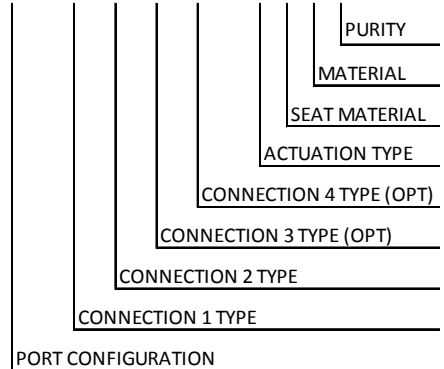 PURITY
MATERIAL
SEAT MATERIAL
ACTUATION TYPE
CONNECTION 4 TYPE (OPT)
CONNECTION 3 TYPE (OPT)
CONNECTION 2 TYPE
CONNECTION 1 TYPE
PORT CONFIGURATION